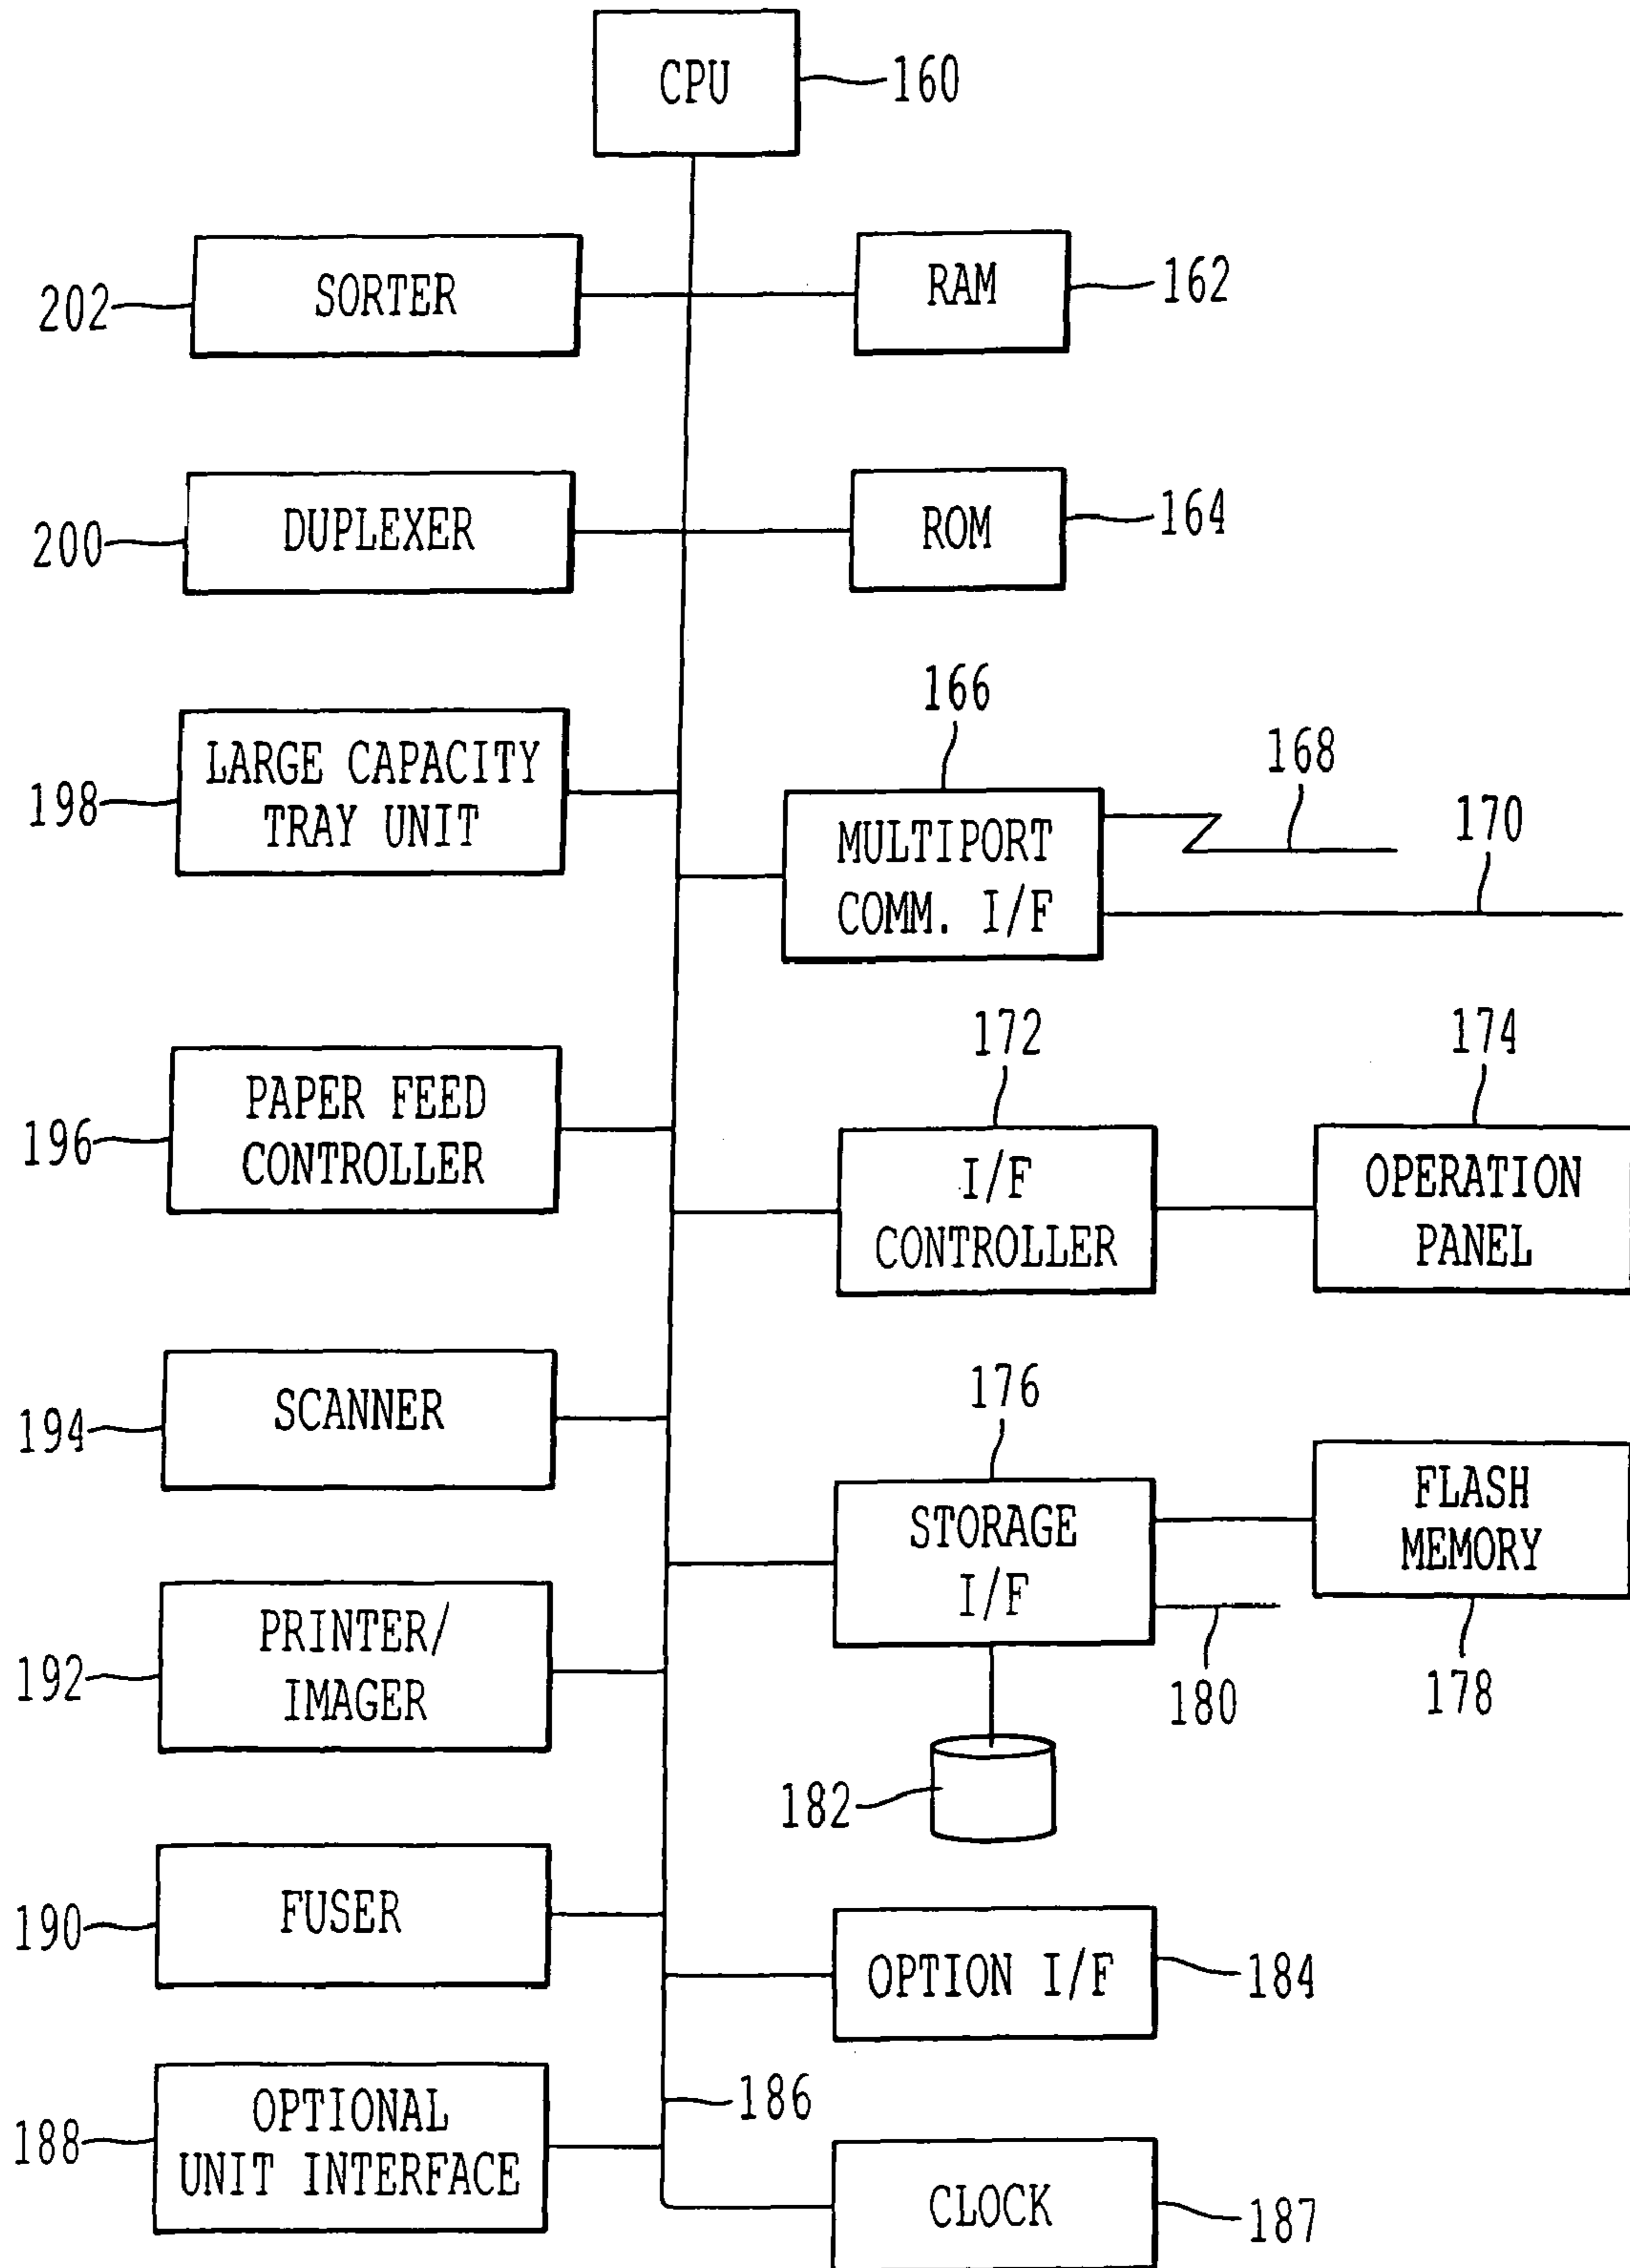 CPU
160
202
SORTER
RAM
162
200
DUPLEXER
ROM
164
166
168
198
LARGE CAPACITY
TRAY UNIT
MULTIPORT
COMM. I/F
170
172
174
196
PAPER FEED
CONTROLLER
I/F
CONTROLLER
OPERATION
PANEL
194
SCANNER
176
STORAGE
I/F
FLASH
MEMORY
178
180
192
PRINTER/
IMAGER
182
190
FUSER
OPTION I/F
184
186
188
OPTIONAL
UNIT INTERFACE
CLOCK
187